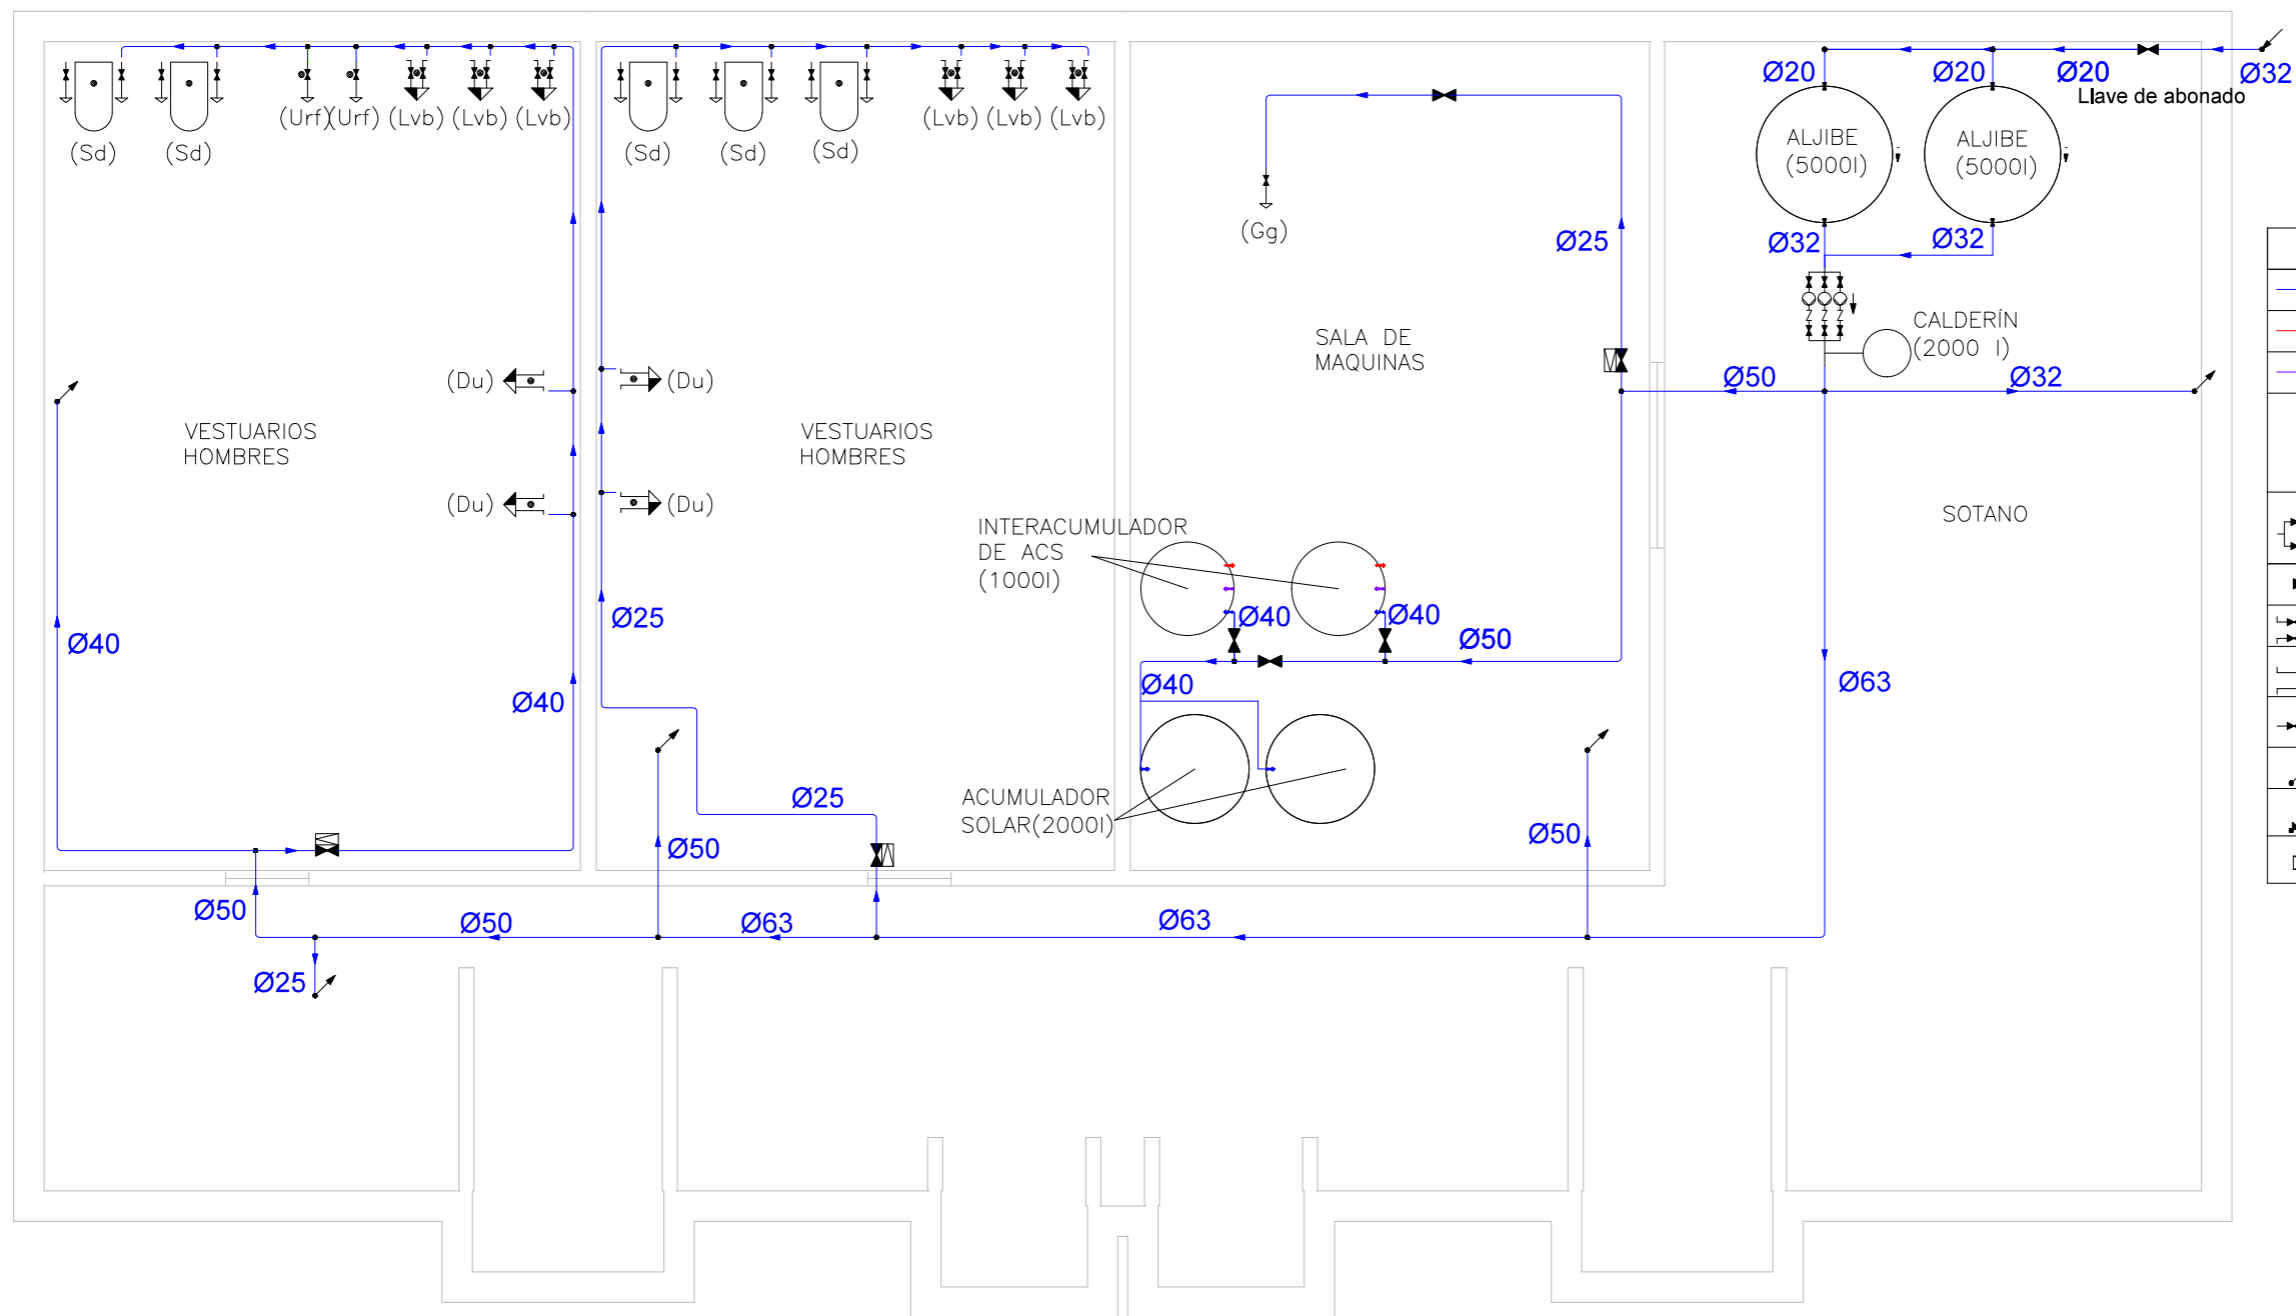 Ø20
Ø20
Ø20
Ø32
Llave de abonado
(Urf)
(Urf)
(Lvb)
(Lvb)
(Lvb)
(Lvb)
(Lvb)
(Lvb)
(Sd)
(Sd)
(Sd)
(Sd)
(Sd)
ALJIBE
(5000l)
ALJIBE
(5000l)
(Gg)
Ø25
Ø32
Ø32
CALDERÍN
(2000 l)
SALA DE
MAQUINAS
(Du)
(Du)
Ø50
Ø32
VESTUARIOS
HOMBRES
VESTUARIOS
HOMBRES
(Du)
(Du)
SOTANO
INTERACUMULADOR
DE ACS
(1000l)
Ø25
Ø40
Ø40
Ø40
Ø50
Ø40
Ø40
Ø63
ACUMULADOR
SOLAR(2000l)
Ø25
Ø50
Ø50
Ø50
Ø50
Ø63
Ø63
Ø25